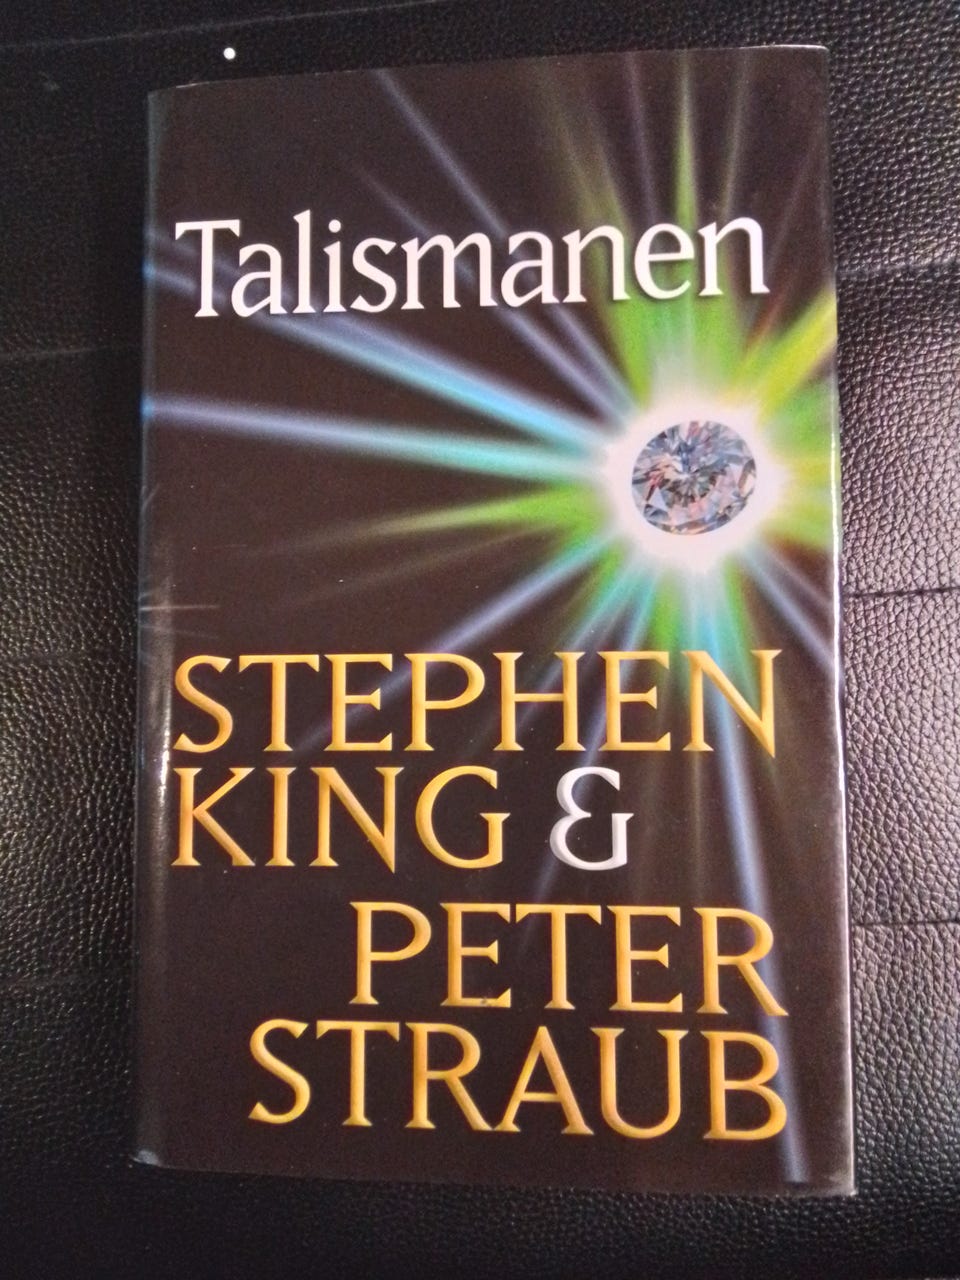 Talismanen
STEPHEN
KING &
PETER
STRAUB